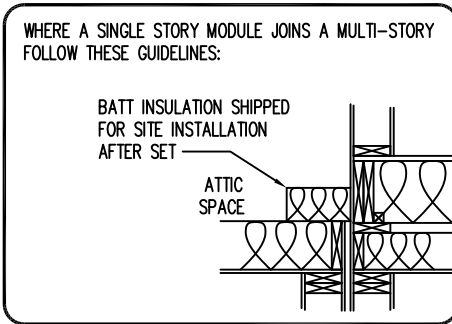 WHERE A SINGLE STORY MODULE JOINS A MULTI-STORY
FOLLOW THESE GUIDELINES:
BATT INSULATION SHIPPED
FOR SITE INSTALLATION
AFTER SET
ATTIC
SPACE